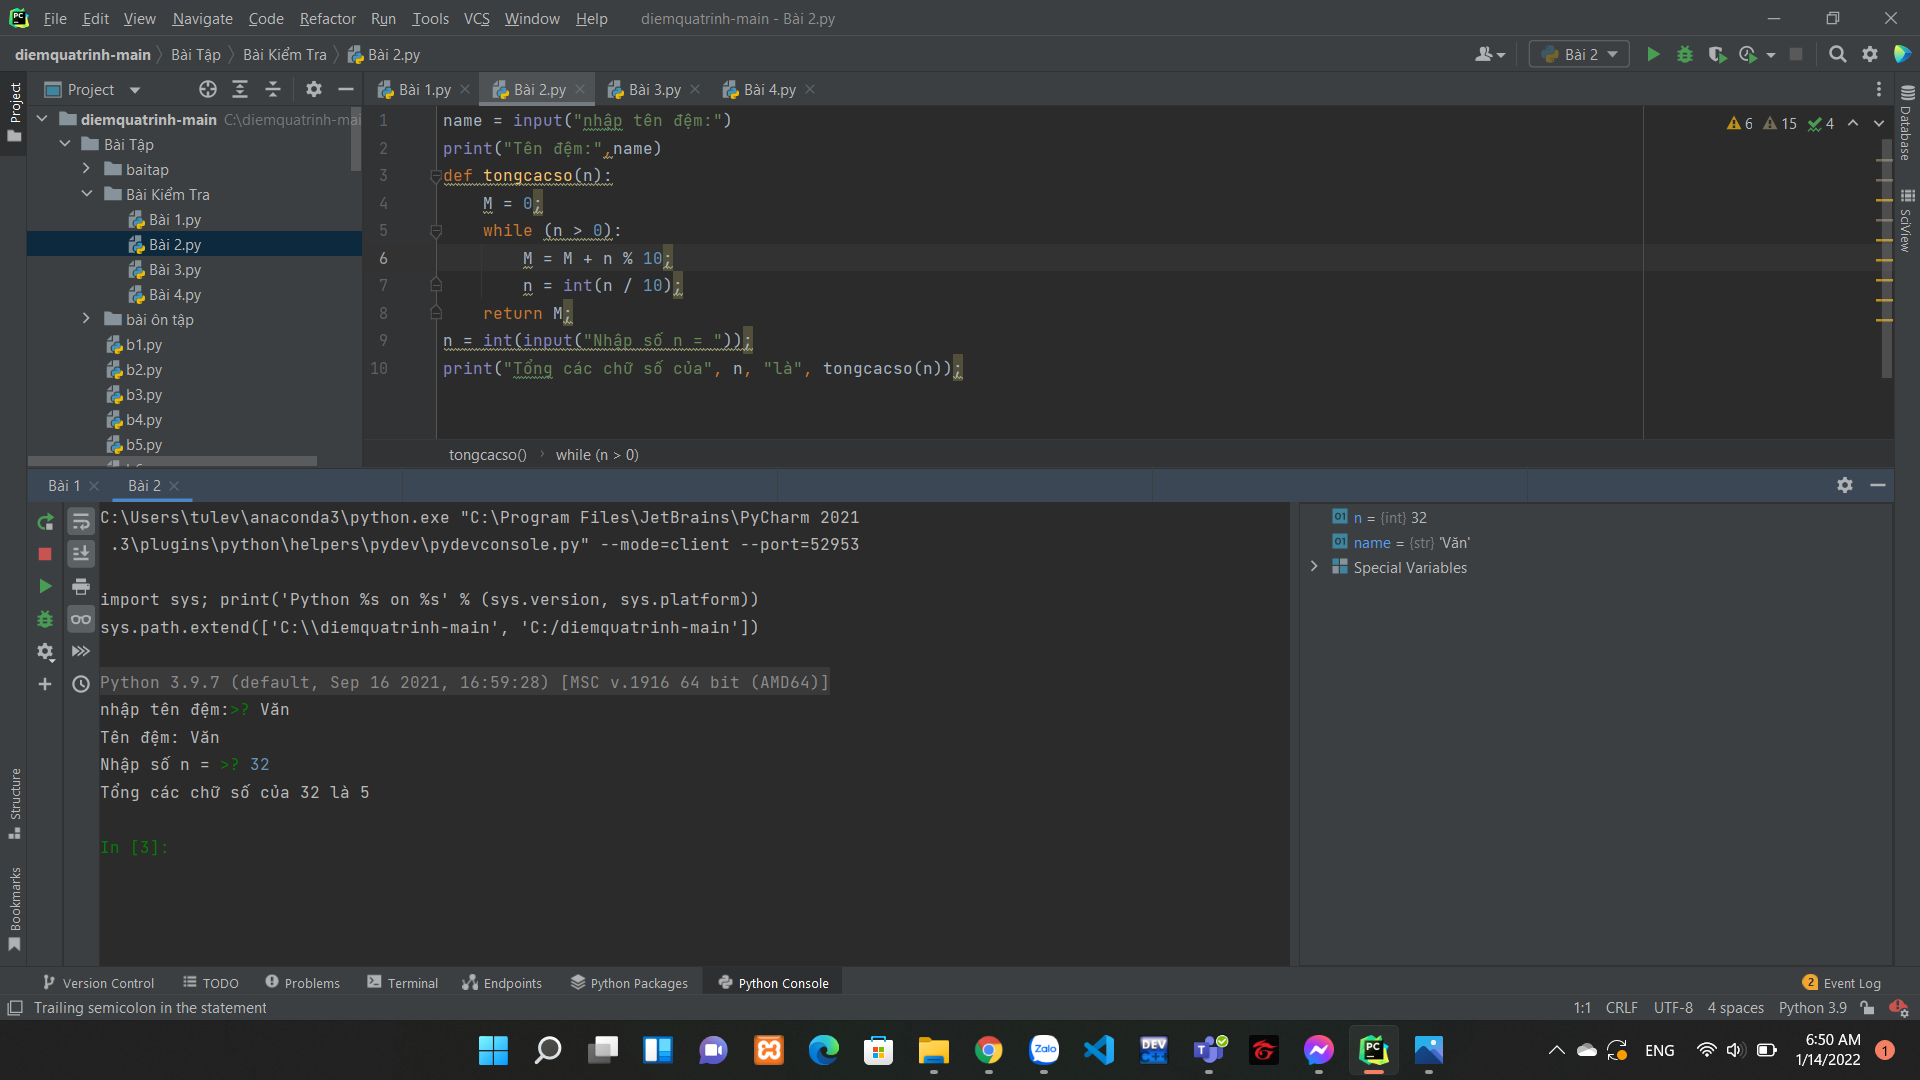 File Edit View Navigate Code Refactor Run Tools VCS Window Help diemquatrinh-main - Bài 2.py
diemquatrinh-main Bài Tập Bài Kiểm Tra Bài 2.py Bài 2
Project Bài 1.py Bài 2.py Bài 3.py Bài 4.py
Project
diemquatrinh-main C:\diemquatrinh-mai
Bài Tập
baitap
Bài Kiểm Tra
Bài 1.py
Bài 2.py
Bài 3.py
Bài 4.py
bài ôn tập
b1.py
b2.py
b3.py
b4.py
b5.py
1 name = input("nhập tên đệm:")
2 print("Tên đệm:",name)
3 def tongcacso(n):
4 M = 0;
5 while (n > 0):
6 M = M + n % 10;
7 n = int(n / 10);
8 return M;
9 n = int(input("Nhập số n = "));
10 print("Tổng các chữ số của", n, "là", tongcacso(n));
6 15 4
Database
SciView
tongcacso() while (n > 0)
Bài 1 Bài 2
C:\Users\tulev\anaconda3\python.exe "C:\Program Files\JetBrains\PyCharm 2021
.3\plugins\python\helpers\pydev\pydevconsole.py" --mode=client --port=52953
import sys; print('Python %s on %s' % (sys.version, sys.platform))
sys.path.extend(['C:\\diemquatrinh-main', 'C:/diemquatrinh-main'])
Python 3.9.7 (default, Sep 16 2021, 16:59:28) [MSC v.1916 64 bit (AMD64)]
nhập tên đệm:>? Văn
Tên đệm: Văn
Nhập số n = >? 32
Tổng các chữ số của 32 là 5
In [3]:
n = {int} 32
name = {str} 'Văn'
Special Variables
Structure
Bookmarks
Version Control TODO Problems Terminal Endpoints Python Packages Python Console 2 Event Log
Trailing semicolon in the statement 1:1 CRLF UTF-8 4 spaces Python 3.9
Zalo DEV C++ PC ENG 6:50 AM
1/14/2022 1